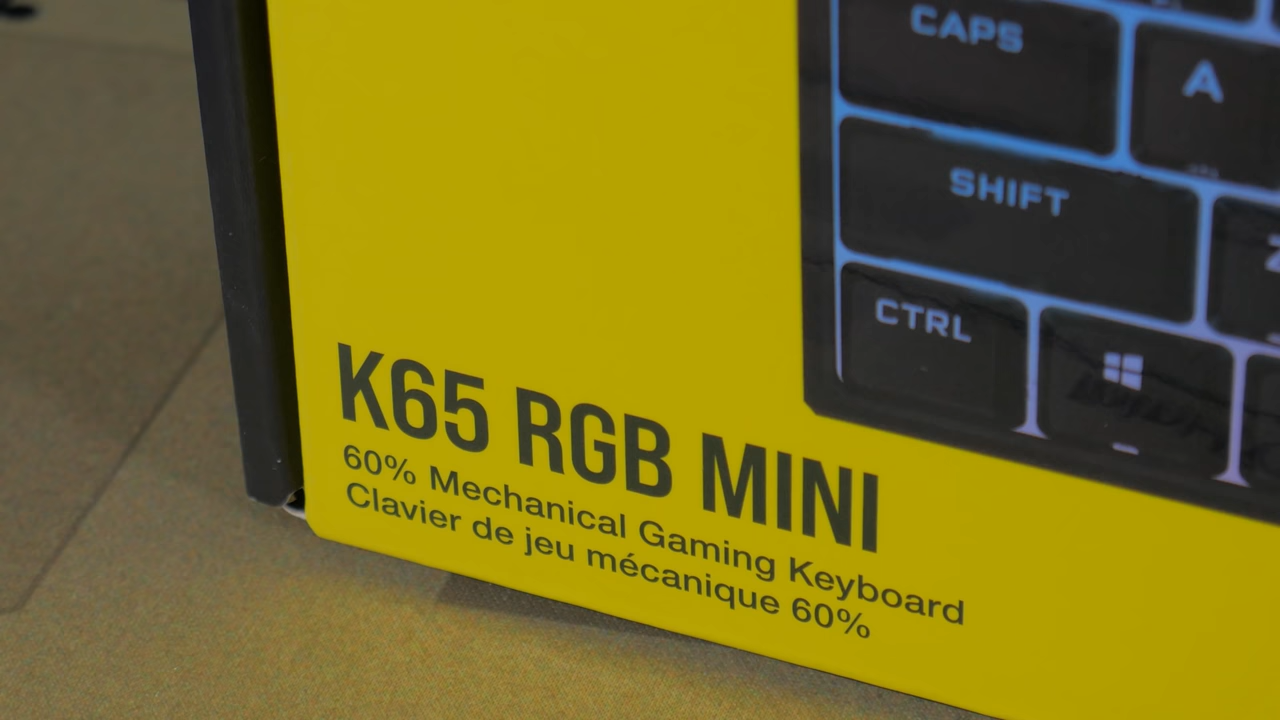 CAPS
A
SHIFT
Z
CTRL
K65 RGB MINI
60% Mechanical Gaming Keyboard
Clavier de jeu mécanique 60%